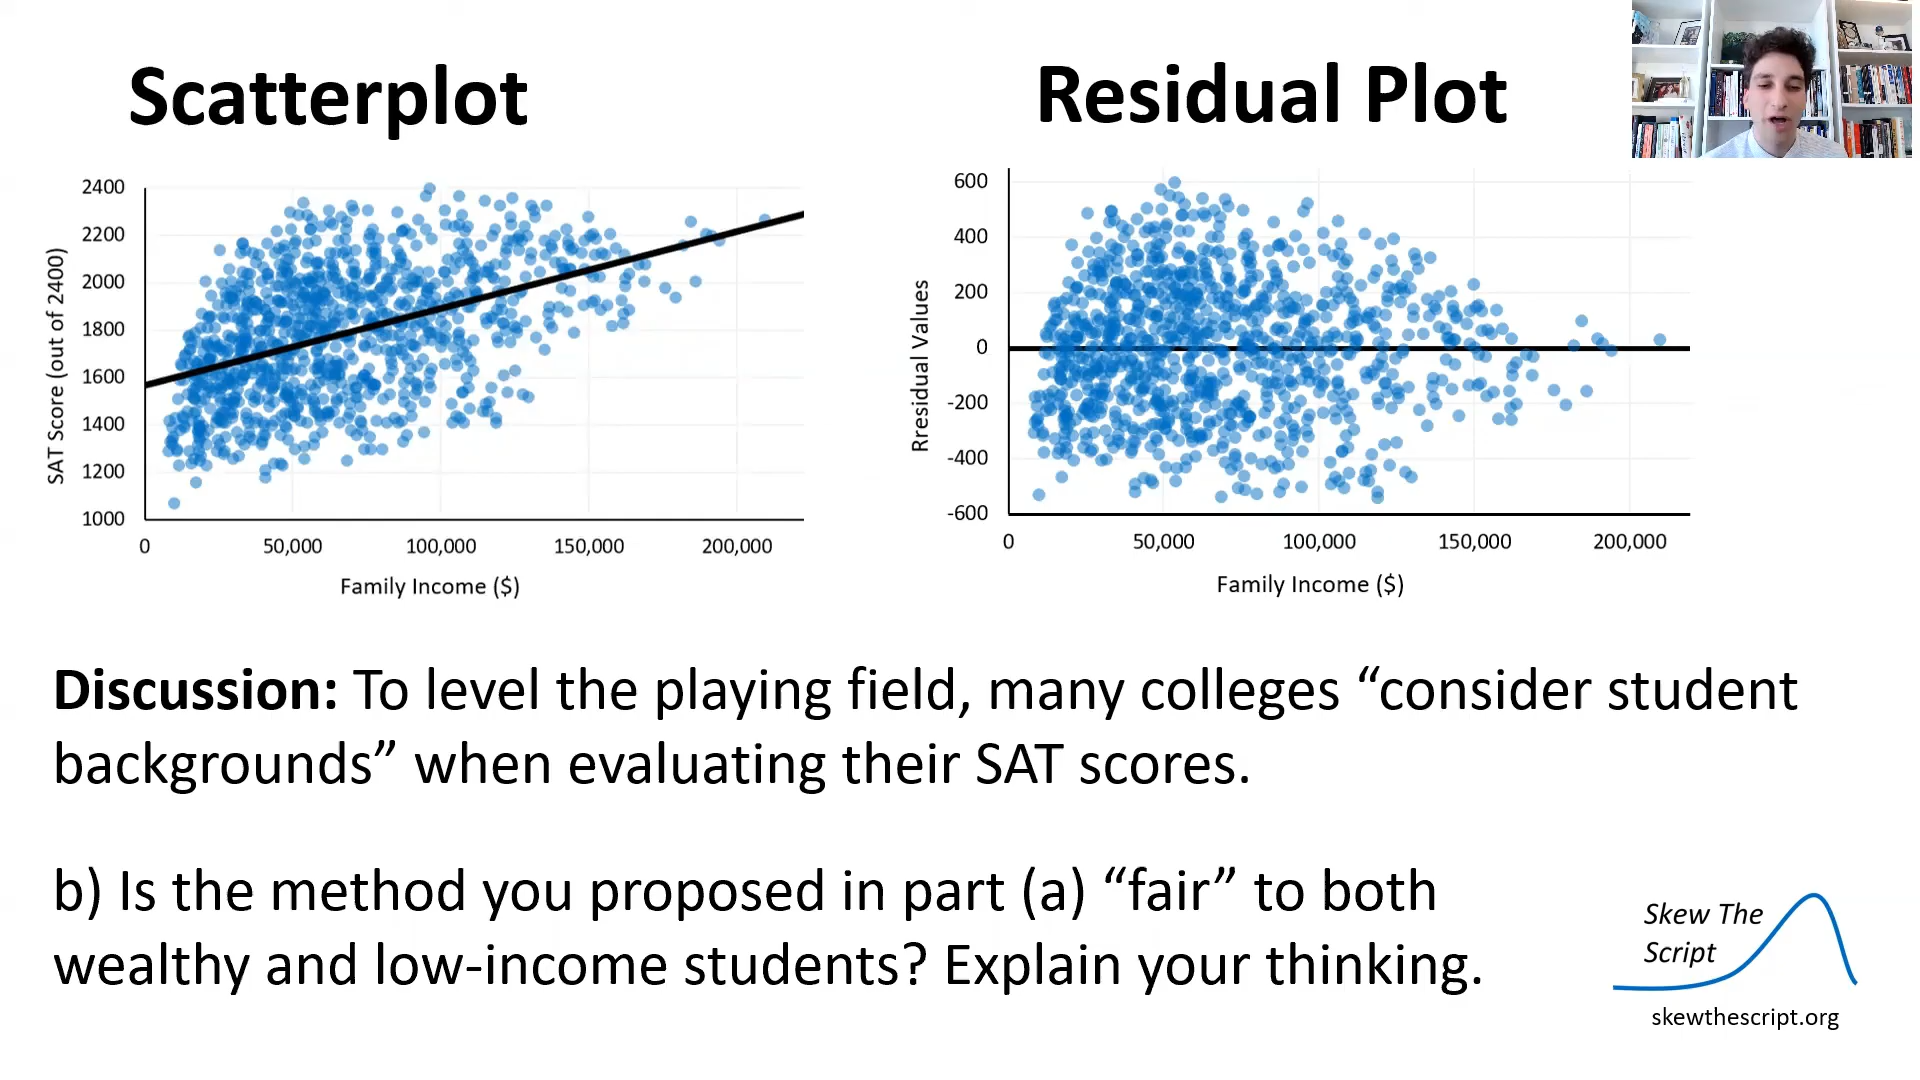 Scatterplot
Residual Plot
2400
2200
2000
1800
1600
1400
1200
1000
SAT Score (out of 2400)
0
50,000
100,000
150,000
200,000
Family Income ($)
600
400
200
0
-200
-400
-600
Rresidual Values
0
50,000
100,000
150,000
200,000
Family Income ($)
Discussion: To level the playing field, many colleges “consider student
backgrounds” when evaluating their SAT scores.
b) Is the method you proposed in part (a) “fair” to both
wealthy and low-income students? Explain your thinking.
Skew The
Script
skewthescript.org